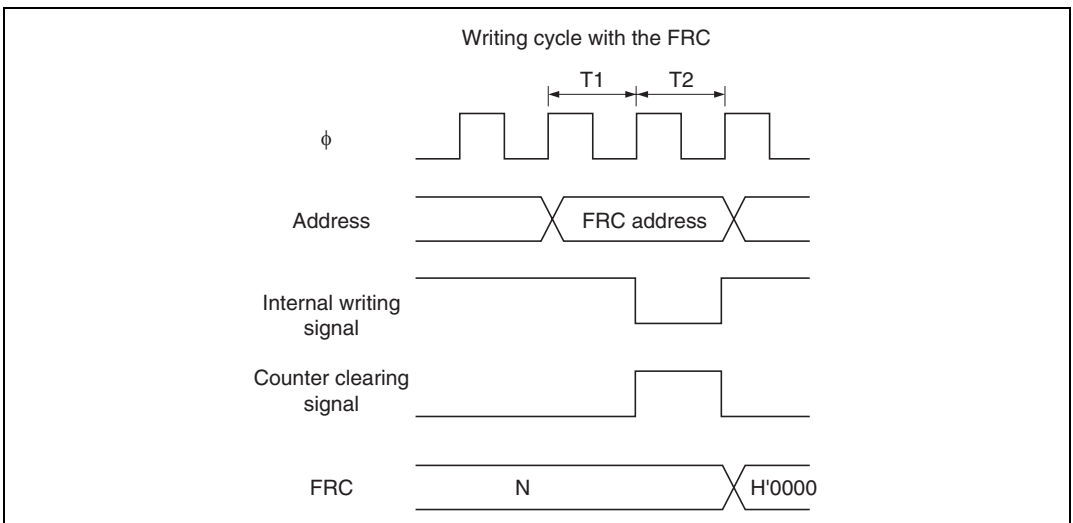 Writing cycle with the FRC
T1 T2
ϕ
Address FRC address
Internal writing
signal
Counter clearing
signal
FRC N H'0000